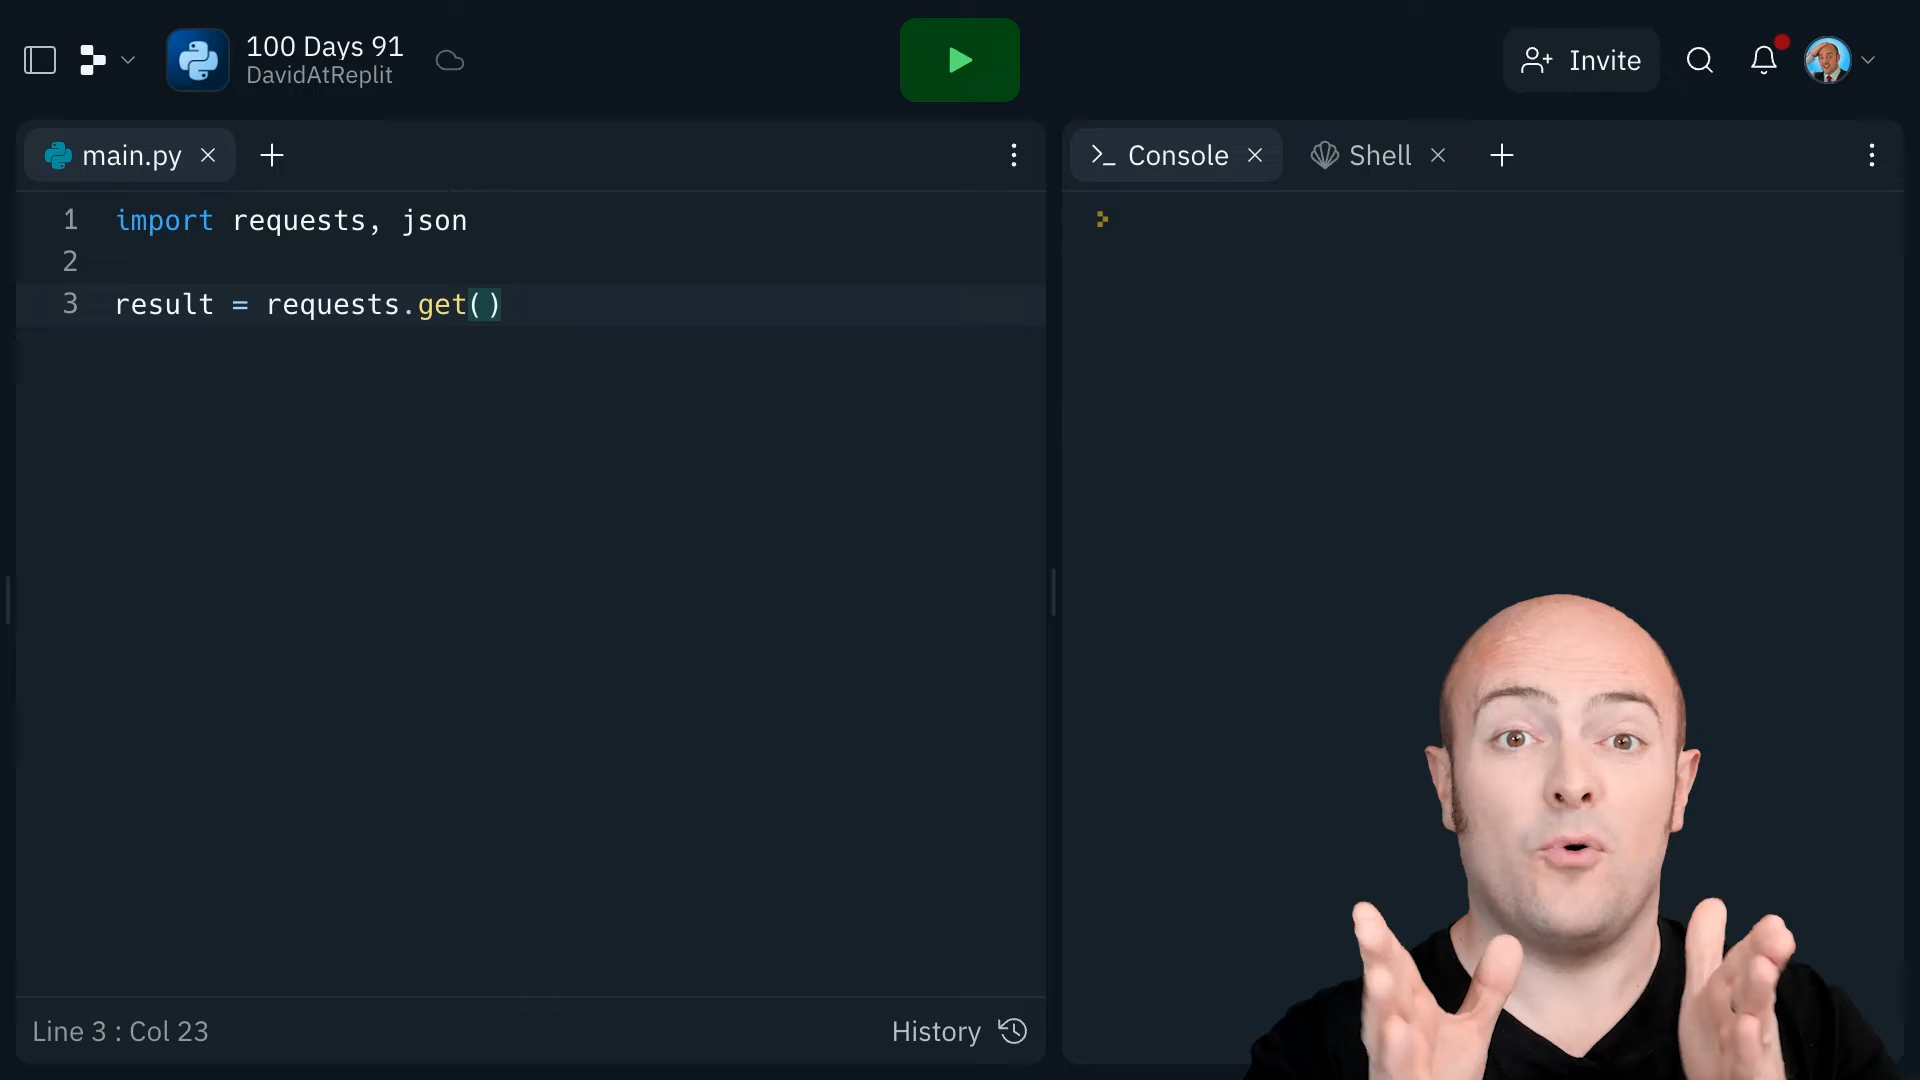 100 Days 91
DavidAtReplit
Invite
main.py
Console
Shell
1 import requests, json
2
3 result = requests.get()
Line 3 : Col 23
History